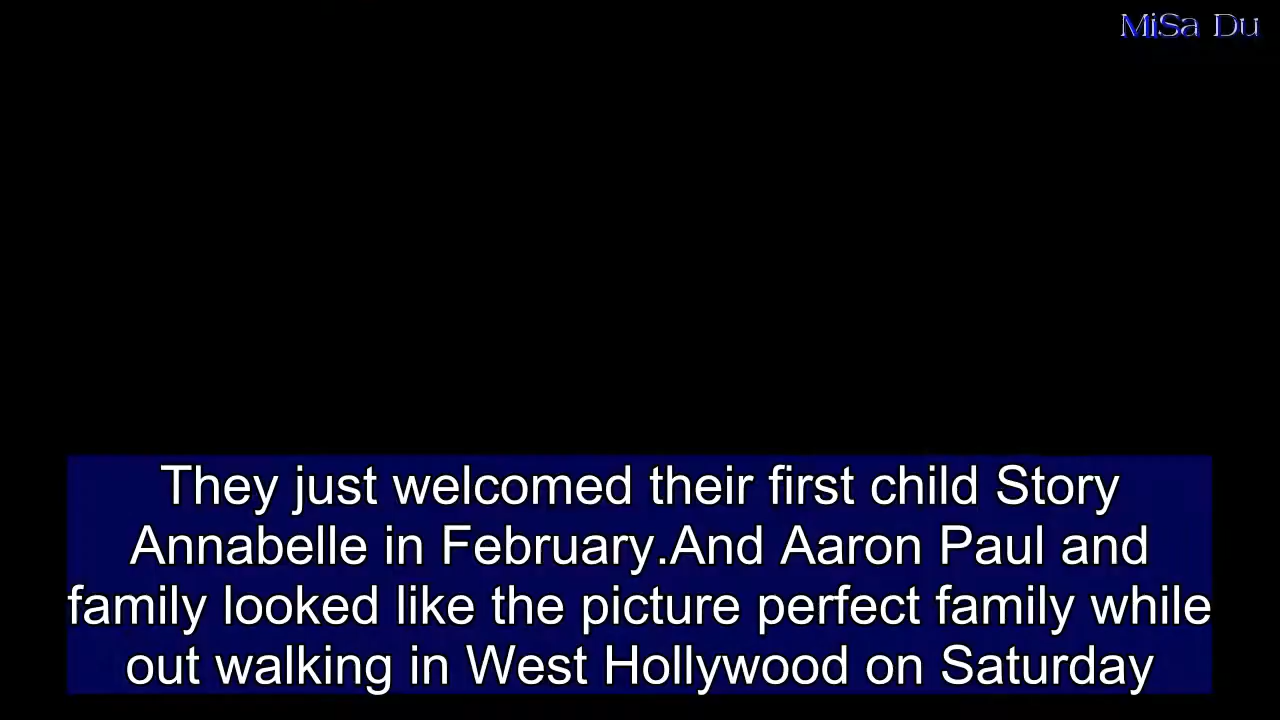 MiSa Du
They just welcomed their first child Story
Annabelle in February.And Aaron Paul and
family looked like the picture perfect family while
out walking in West Hollywood on Saturday